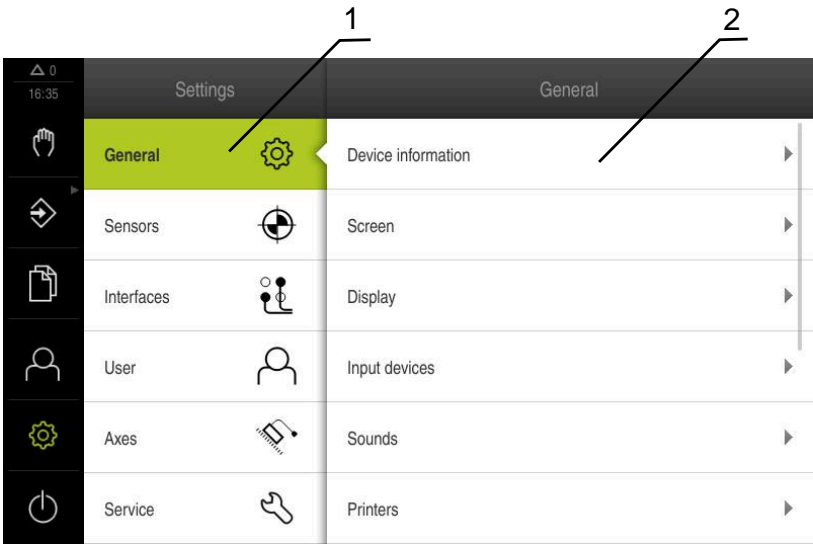 1
2
0
16:35
Settings
General
General
Sensors
Interfaces
User
Axes
Service
Device information
Screen
Display
Input devices
Sounds
Printers